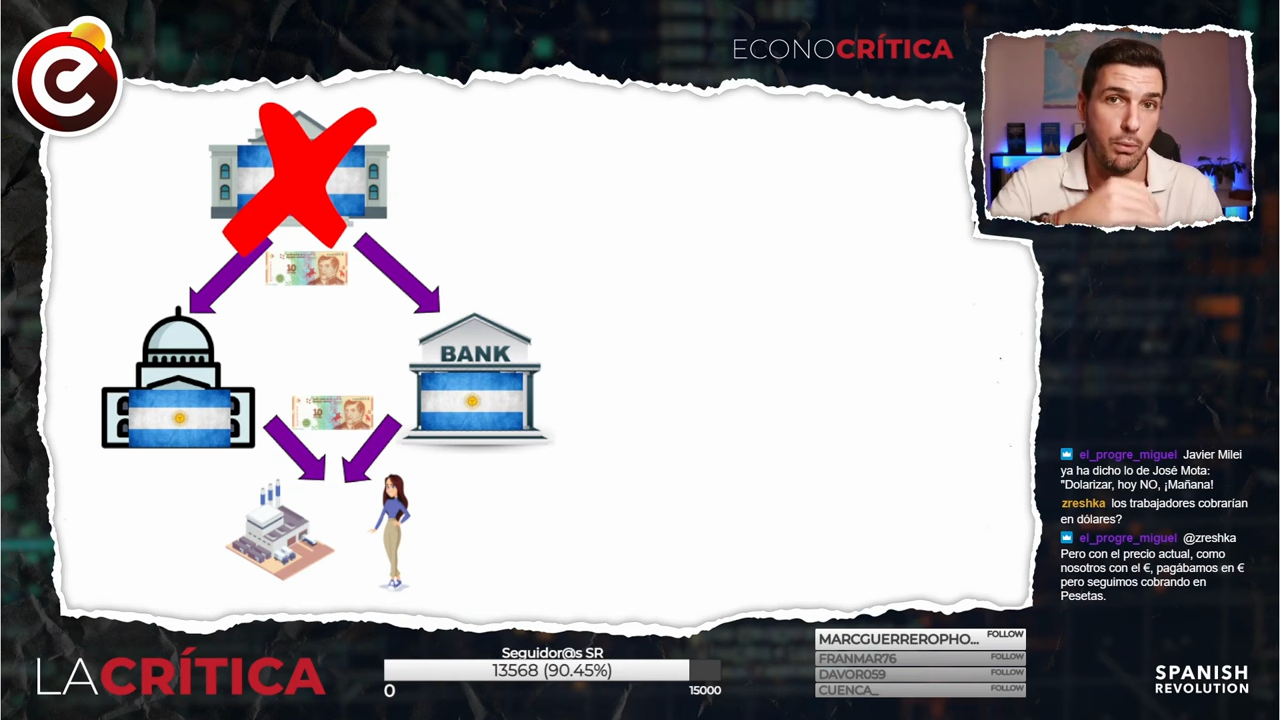 ECONOCRÍTICA
10
BANK
10
el_progre_miguel Javier Milei
ya ha dicho lo de José Mota:
"Dolarizar, hoy NO, ¡Mañana!
zreshka los trabajadores cobrarían
en dólares?
el_progre_miguel @zreshka
Pero con el precio actual, como
nosotros con el €, pagábamos en €
pero seguimos cobrando en
Pesetas.
LACRÍTICA
Seguidor@s SR
13568 (90.45%)
0
15000
MARCGUERREROPHO... FOLLOW
FRANMAR76 FOLLOW
DAVOR059 FOLLOW
CUENCA_ FOLLOW
SPANISH
REVOLUTION